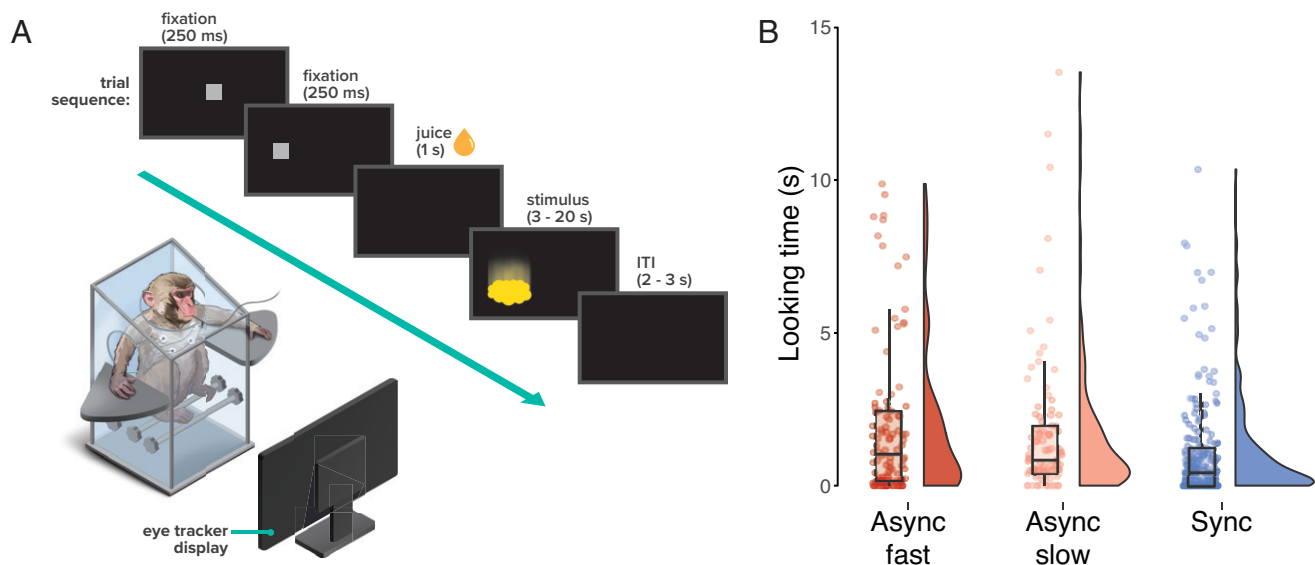 A
fixation
(250 ms)
trial
sequence:
fixation
(250 ms)
juice
(1 s)
stimulus
(3 - 20 s)
ITI
(2 - 3 s)
eye tracker
display
B
Looking time (s)
15
10
5
0
Async
fast
Async
slow
Sync